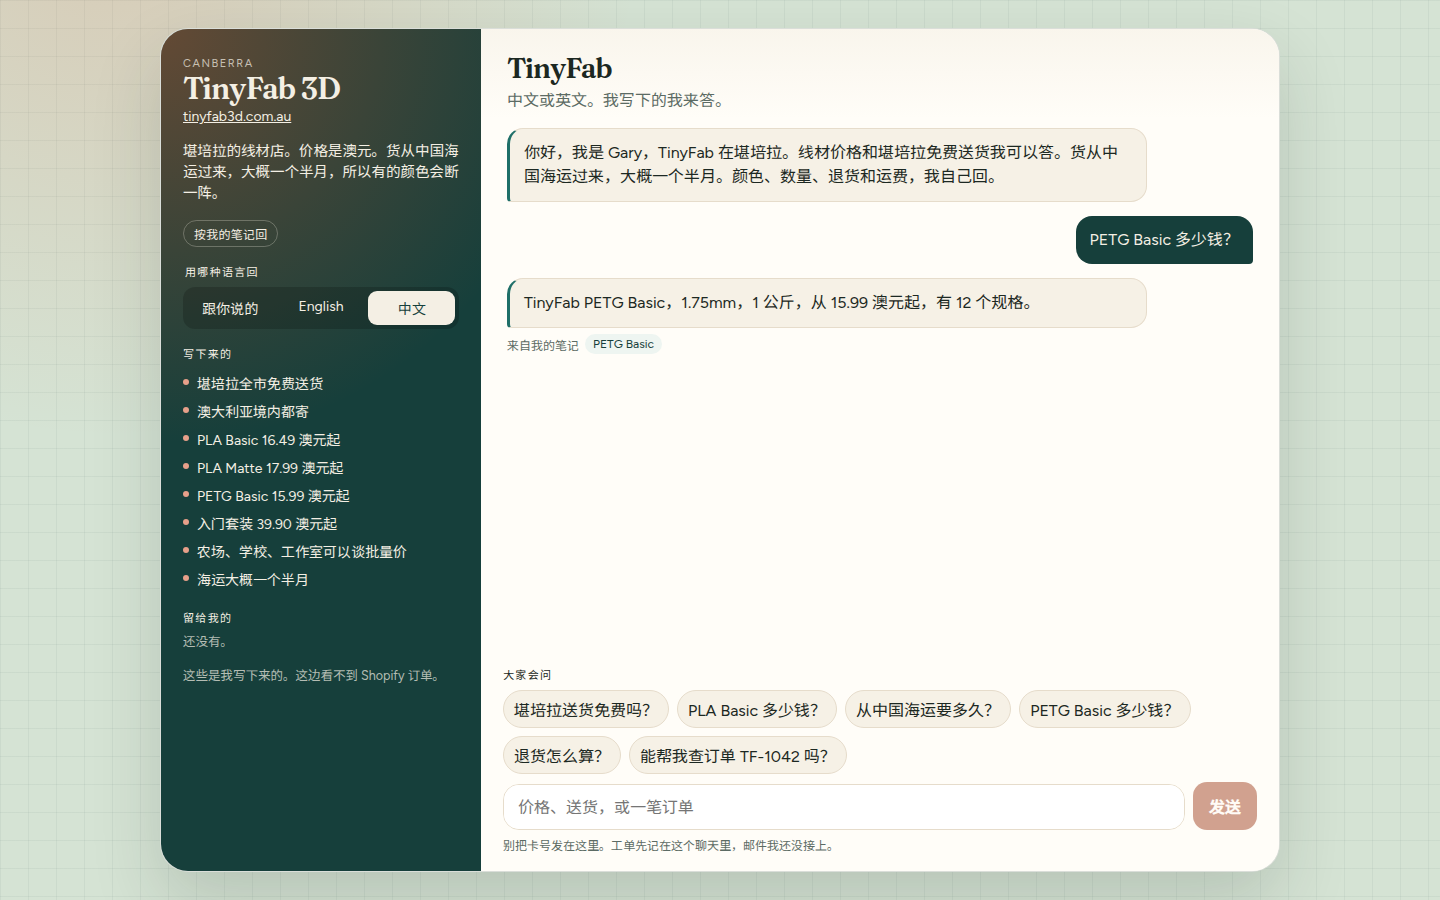 CANBERRA
TinyFab 3D
tinyfab3d.com.au
堪培拉的线材店。价格是澳元。货从中国海
运过来，大概一个半月，所以有的颜色会断
一阵。
按我的笔记回
用哪种语言回
跟你说的
English
中文
写下来的
堪培拉全市免费送货
澳大利亚境内都寄
PLA Basic 16.49 澳元起
PLA Matte 17.99 澳元起
PETG Basic 15.99 澳元起
入门套装 39.90 澳元起
农场、学校、工作室可以谈批量价
海运大概一个半月
留给我的
还没有。
这些是我写下来的。这边看不到 Shopify 订单。
TinyFab
中文或英文。我写下的我来答。
你好，我是 Gary，TinyFab 在堪培拉。线材价格和堪培拉免费送货我可以答。货从中
国海运过来，大概一个半月。颜色、数量、退货和运费，我自己回。
PETG Basic 多少钱？
TinyFab PETG Basic，1.75mm，1 公斤，从 15.99 澳元起，有 12 个规格。
来自我的笔记
PETG Basic
大家会问
堪培拉送货免费吗？
PLA Basic 多少钱？
从中国海运要多久？
PETG Basic 多少钱？
退货怎么算？
能帮我查订单 TF-1042 吗？
价格、送货，或一笔订单
发送
别把卡号发在这里。工单先记在这个聊天里，邮件我还没接上。